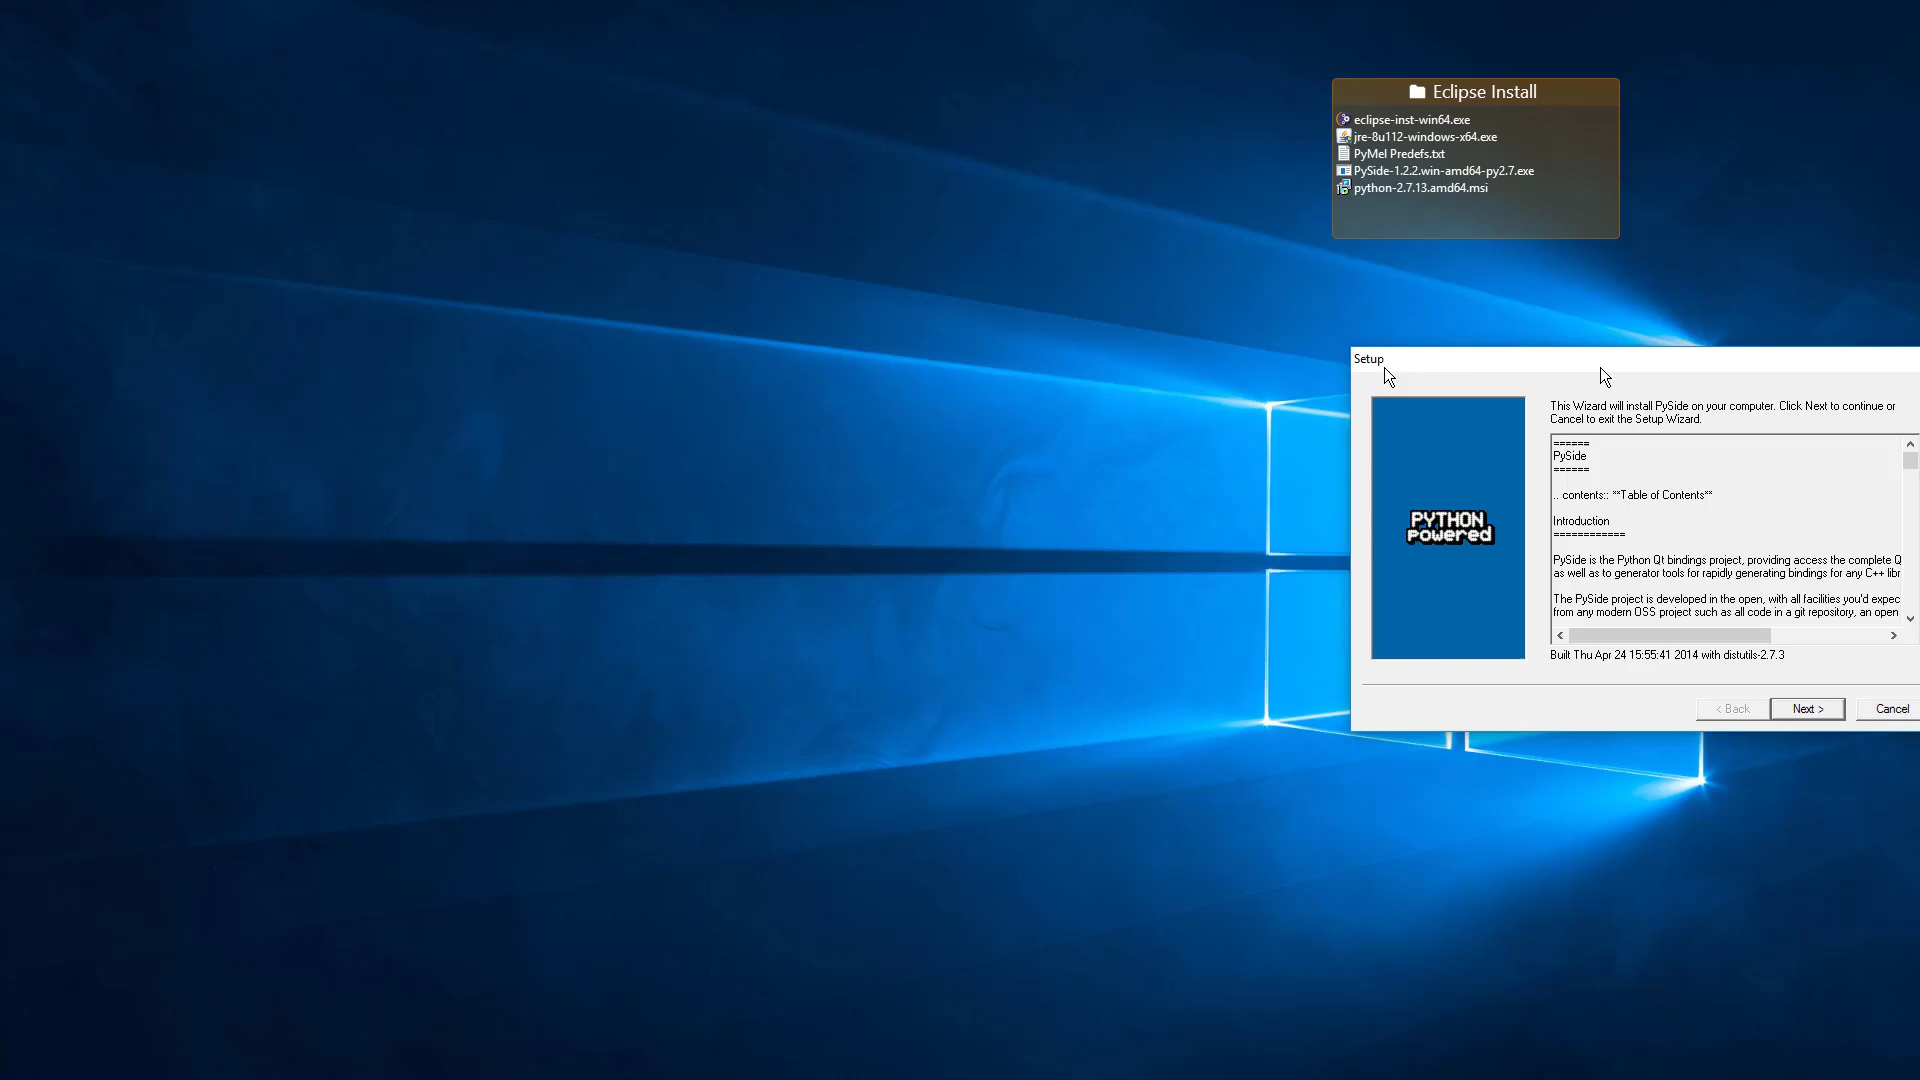 Eclipse Install
eclipse-inst-win64.exe
jre-8u112-windows-x64.exe
PyMel Predefs.txt
PySide-1.2.2.win-amd64-py2.7.exe
python-2.7.13.amd64.msi
Setup
This Wizard will install PySide on your computer. Click Next to continue or
Cancel to exit the Setup Wizard.
======
PySide
======
.. contents:: **Table of Contents**
Introduction
============
PySide is the Python Qt bindings project, providing access the complete Q
as well as to generator tools for rapidly generating bindings for any C++ libr
The PySide project is developed in the open, with all facilities you'd expec
from any modern OSS project such as all code in a git repository, an open
Built Thu Apr 24 15:55:41 2014 with distutils-2.7.3
PYTHON
powered
< Back
Next >
Cancel